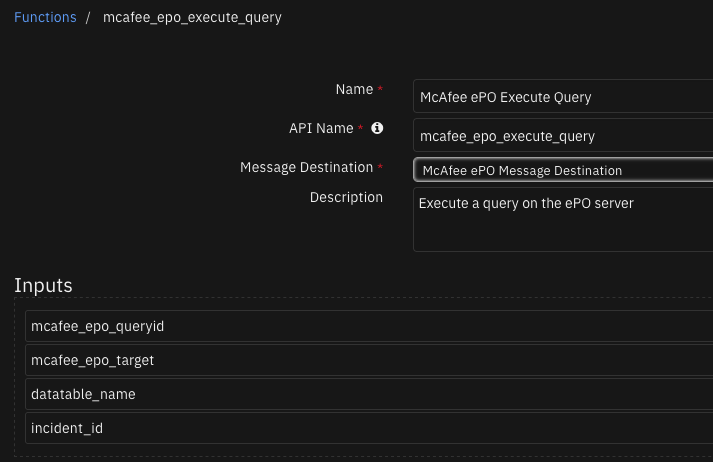 Functions / mcafee_epo_execute_query
Name * McAfee ePO Execute Query
API Name * mcafee_epo_execute_query
Message Destination * McAfee ePO Message Destination
Description Execute a query on the ePO server
Inputs
mcafee_epo_queryid
mcafee_epo_target
datatable_name
incident_id